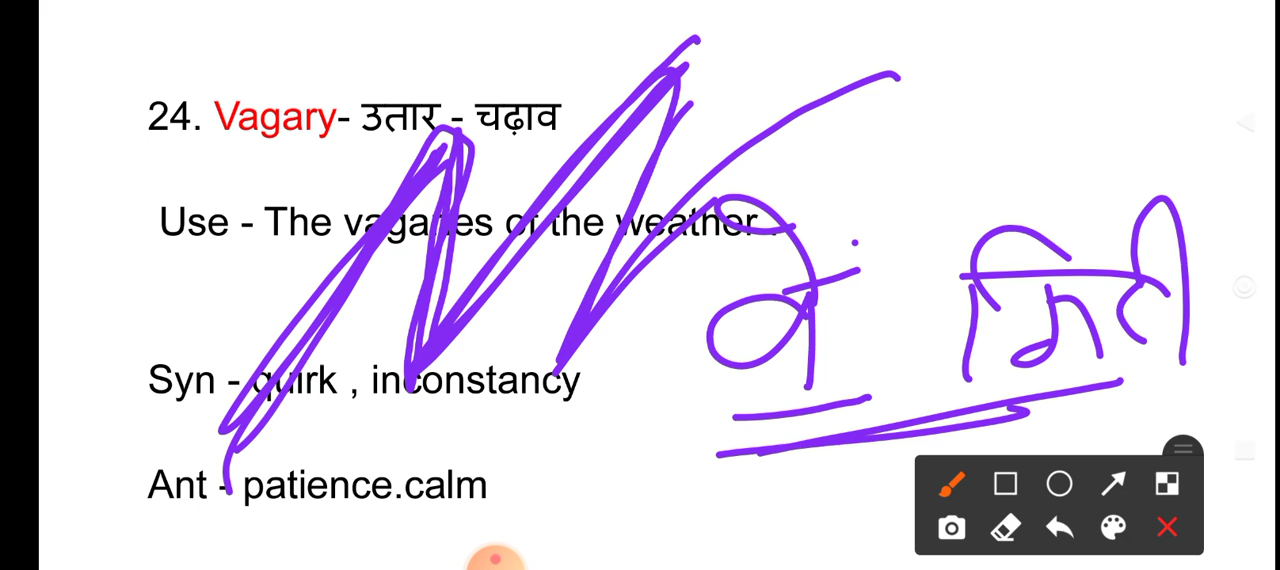 24. Vagary- उतार - चढ़ाव
Use - The vagaries of the weather .
Syn - quirk , inconstancy
Ant - patience.calm